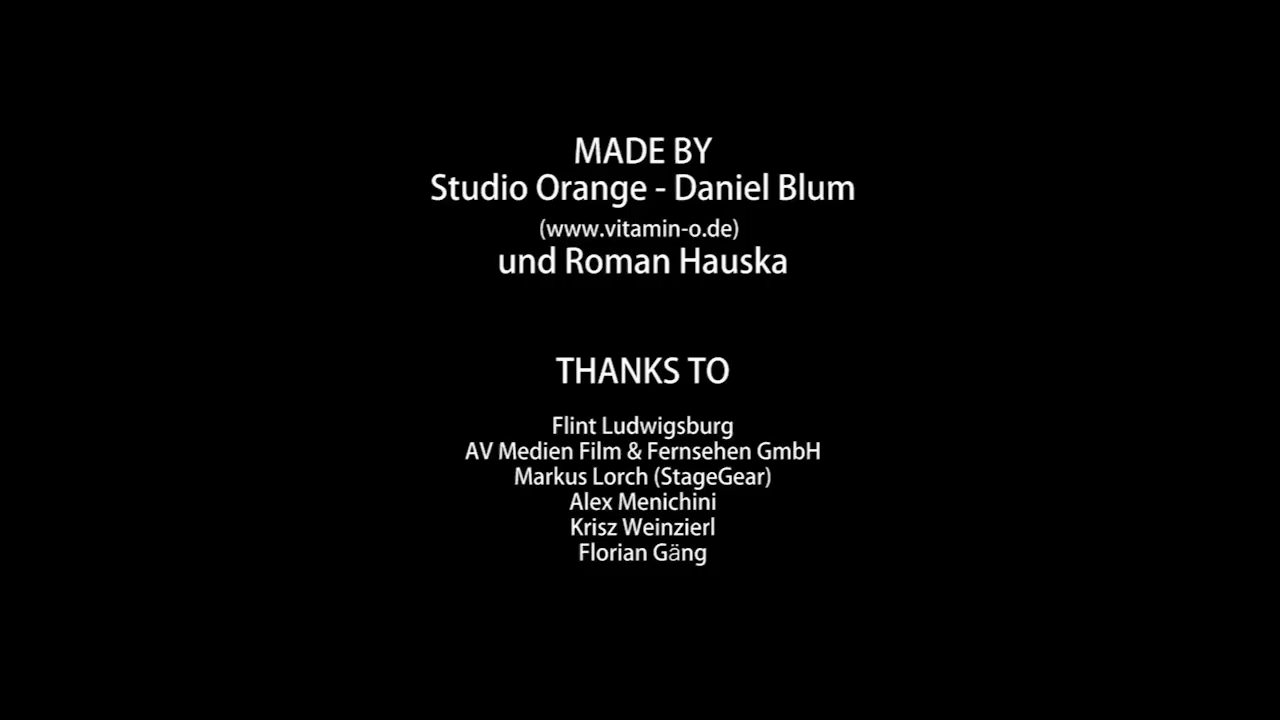 MADE BY
Studio Orange - Daniel Blum
(www.vitamin-o.de)
und Roman Hauska
THANKS TO
Flint Ludwigsburg
AV Medien Film & Fernsehen GmbH
Markus Lorch (StageGear)
Alex Menichini
Krisz Weinzierl
Florian Gäng